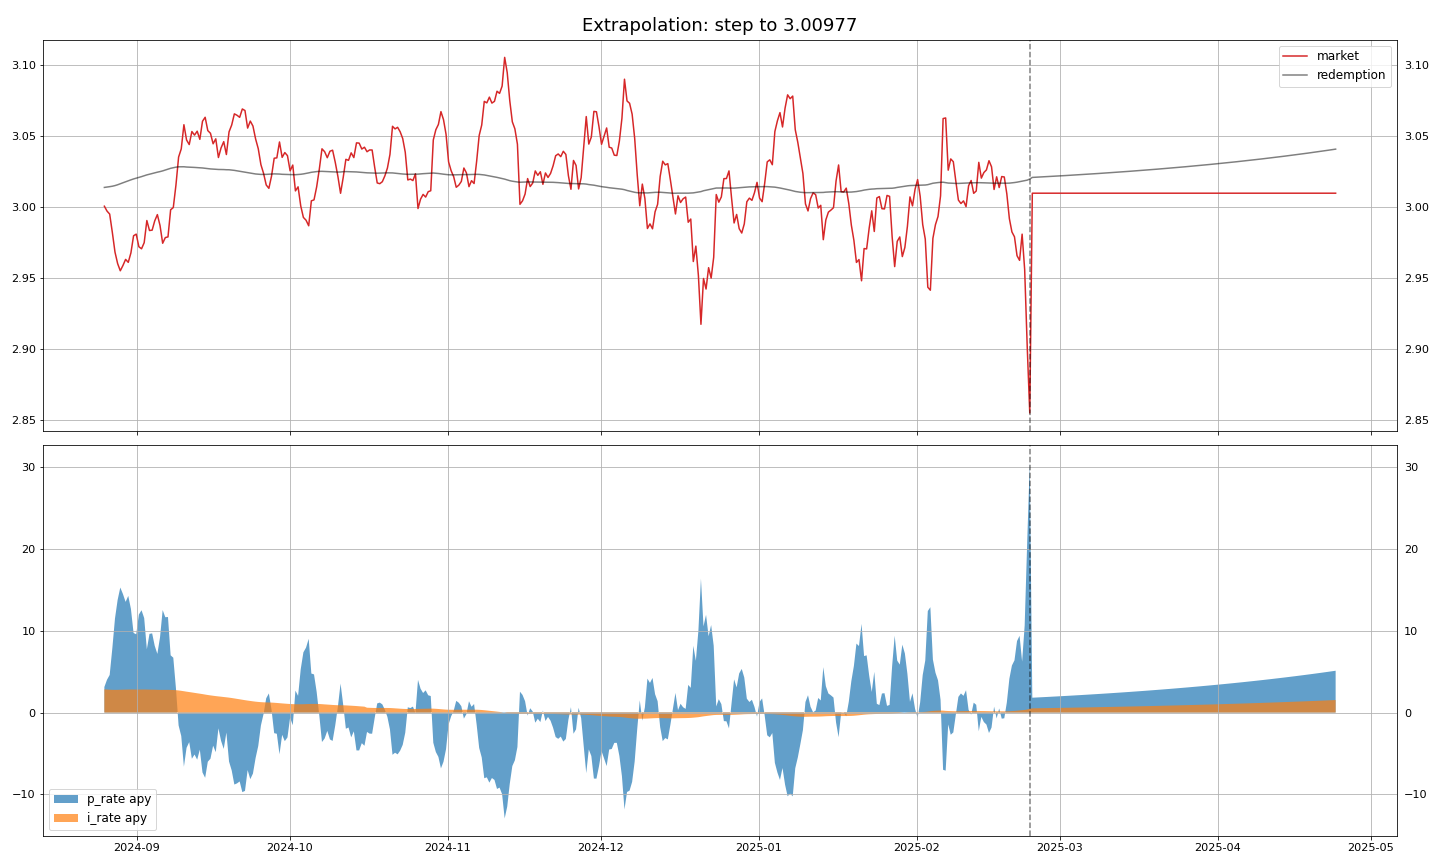 Extrapolation: step to 3.00977
3.10 3.10
market
redemption
3.05 3.05
3.00 3.00
2.95 2.95
2.90 2.90
2.85 2.85
30 30
20 20
10 10
0 0
−10 −10
p_rate apy
i_rate apy
2024-09 2024-10 2024-11 2024-12 2025-01 2025-02 2025-03 2025-04 2025-05